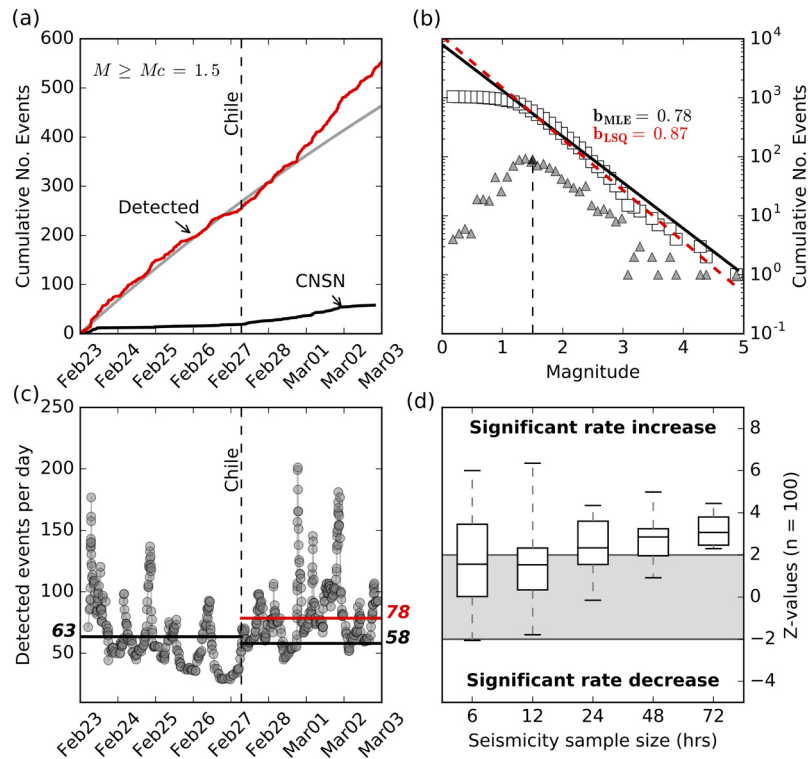 (a)
600
500
400
300
200
100
0
Cumulative No. Events
M ≥ Mc = 1.5
Chile
Detected
CNSN
Feb23
Feb24
Feb25
Feb26
Feb27
Feb28
Mar01
Mar02
Mar03
(b)
b_MLE = 0.78
b_LSQ = 0.87
10^4
10^3
10^2
10^1
10^0
10^-1
Cumulative No. Events
0 1 2 3 4 5
Magnitude
(c)
250
200
150
100
50
Detected events per day
Chile
63
78
58
Feb23
Feb24
Feb25
Feb26
Feb27
Feb28
Mar01
Mar02
Mar03
(d)
Significant rate increase
Significant rate decrease
8
6
4
2
0
−2
−4
Z-values (n = 100)
6 12 24 48 72
Seismicity sample size (hrs)